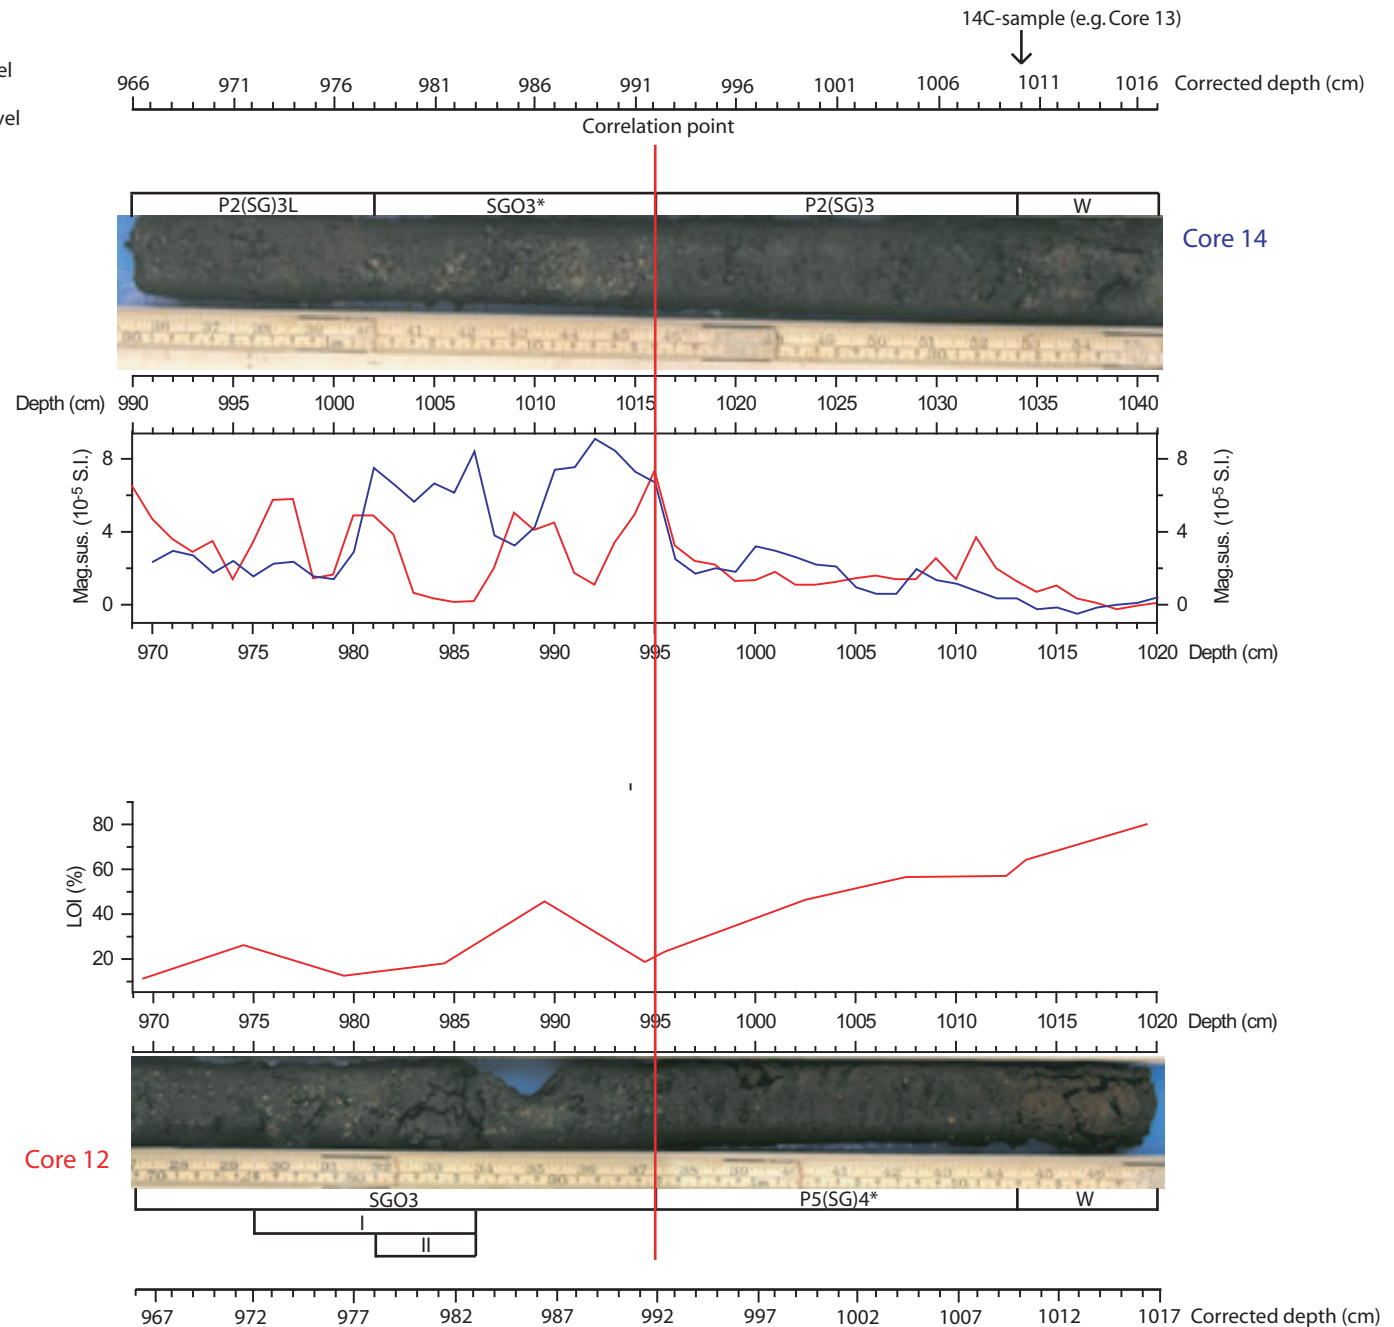 14C-sample (e.g. Core 13)
el
966 971 976 981 986 991 996 1001 1006 1011 1016 Corrected depth (cm)
vel
Correlation point
P2(SG)3L SGO3* P2(SG)3 W
Core 14
Depth (cm) 990 995 1000 1005 1010 1015 1020 1025 1030 1035 1040
Mag.sus. (10-5 S.I.)
8 4 0
8 4 0
Mag.sus. (10-5 S.I.)
970 975 980 985 990 995 1000 1005 1010 1015 1020 Depth (cm)
LOI (%)
80
60
40
20
970 975 980 985 990 995 1000 1005 1010 1015 1020 Depth (cm)
Core 12
SGO3 P5(SG)4* W
I
II
967 972 977 982 987 992 997 1002 1007 1012 1017 Corrected depth (cm)